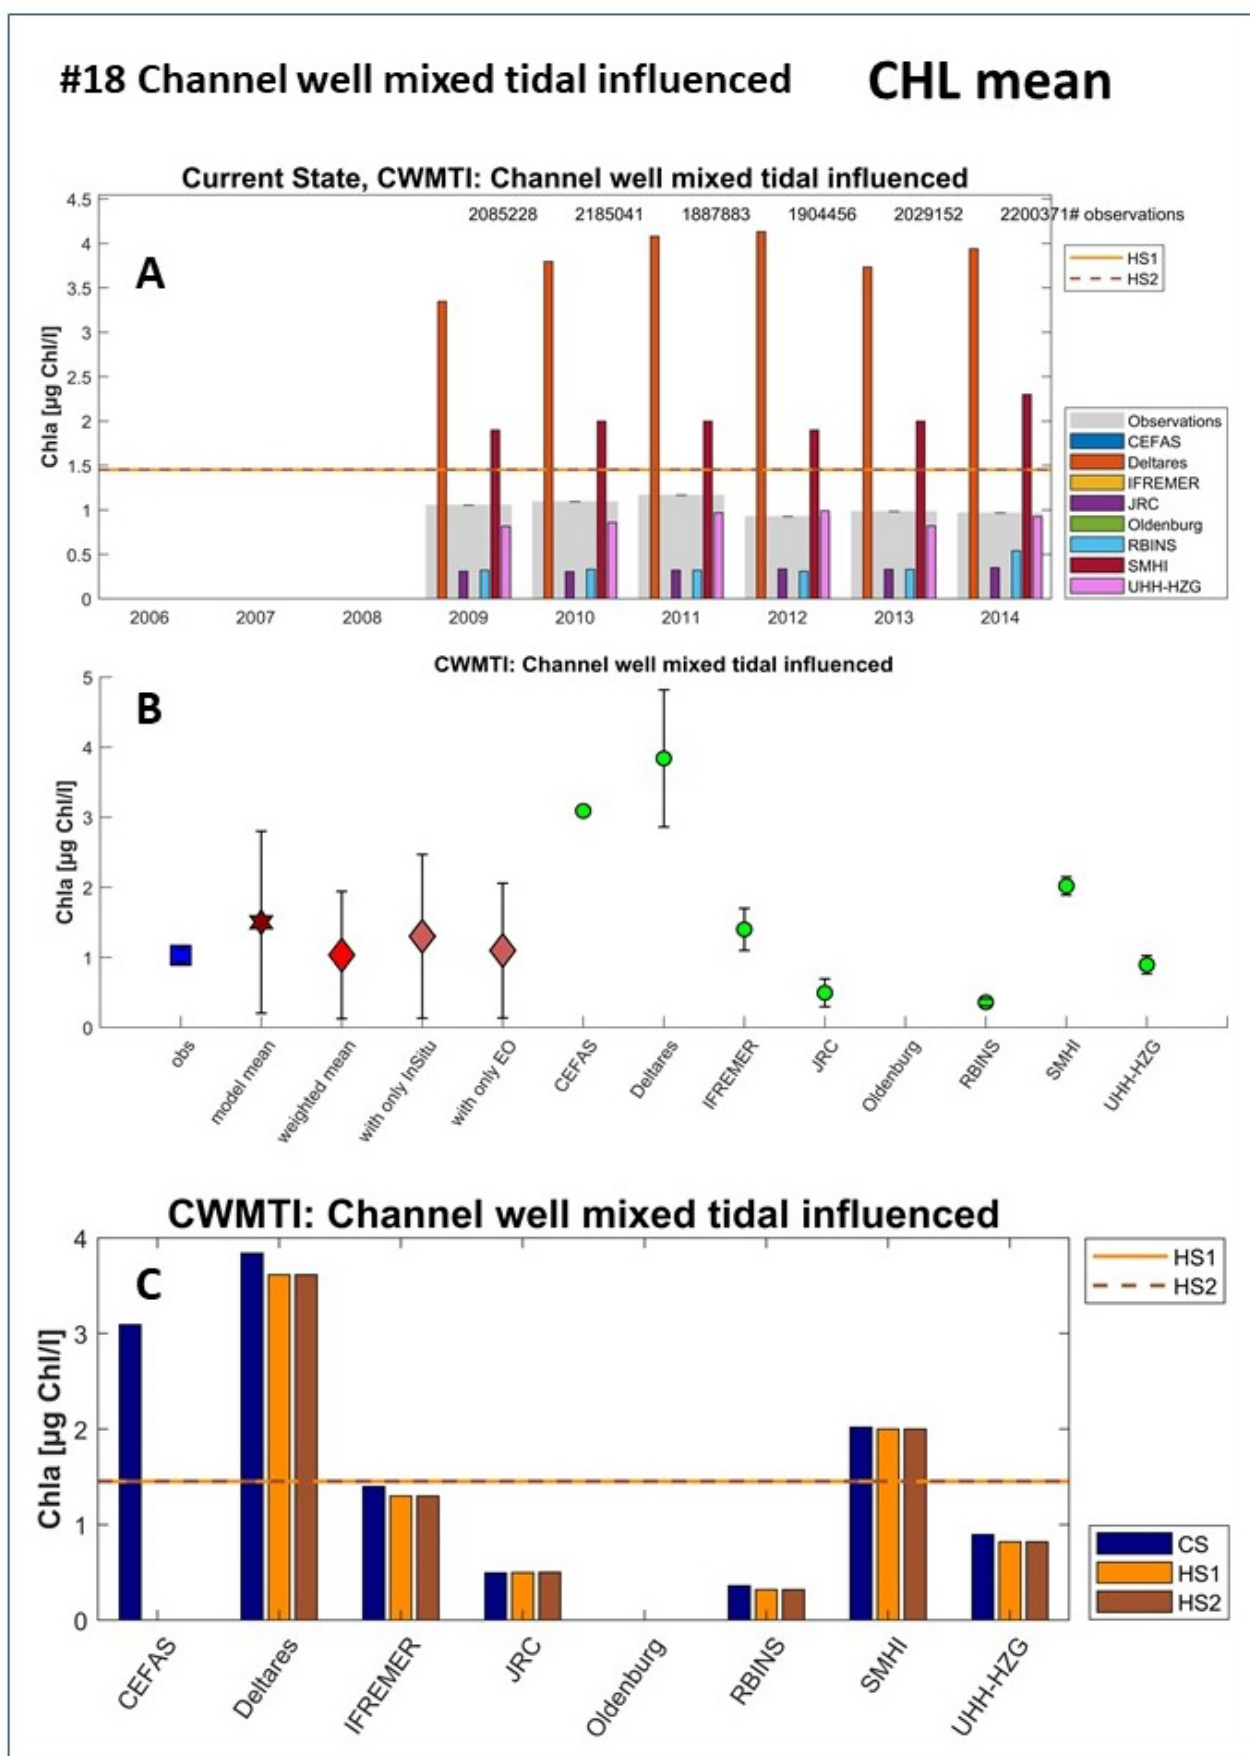 #18 Channel well mixed tidal influenced CHL mean
Current State, CWMTI: Channel well mixed tidal influenced
A
2085228 2185041 1887883 1904456 2029152 2200371# observations
4.5
4
3.5
3
2.5
2
1.5
1
0.5
0
Chla [µg Chl/l]
HS1
HS2
Observations
CEFAS
Deltares
IFREMER
JRC
Oldenburg
RBINS
SMHI
UHH-HZG
2006 2007 2008 2009 2010 2011 2012 2013 2014
CWMTI: Channel well mixed tidal influenced
B
5
4
3
2
1
0
Chla [µg Chl/l]
obs
model mean
weighted mean
with only InSitu
with only EO
CEFAS
Deltares
IFREMER
JRC
Oldenburg
RBINS
SMHI
UHH-HZG
CWMTI: Channel well mixed tidal influenced
C
4
3
2
1
0
Chla [µg Chl/l]
HS1
HS2
CS
HS1
HS2
CEFAS
Deltares
IFREMER
JRC
Oldenburg
RBINS
SMHI
UHH-HZG